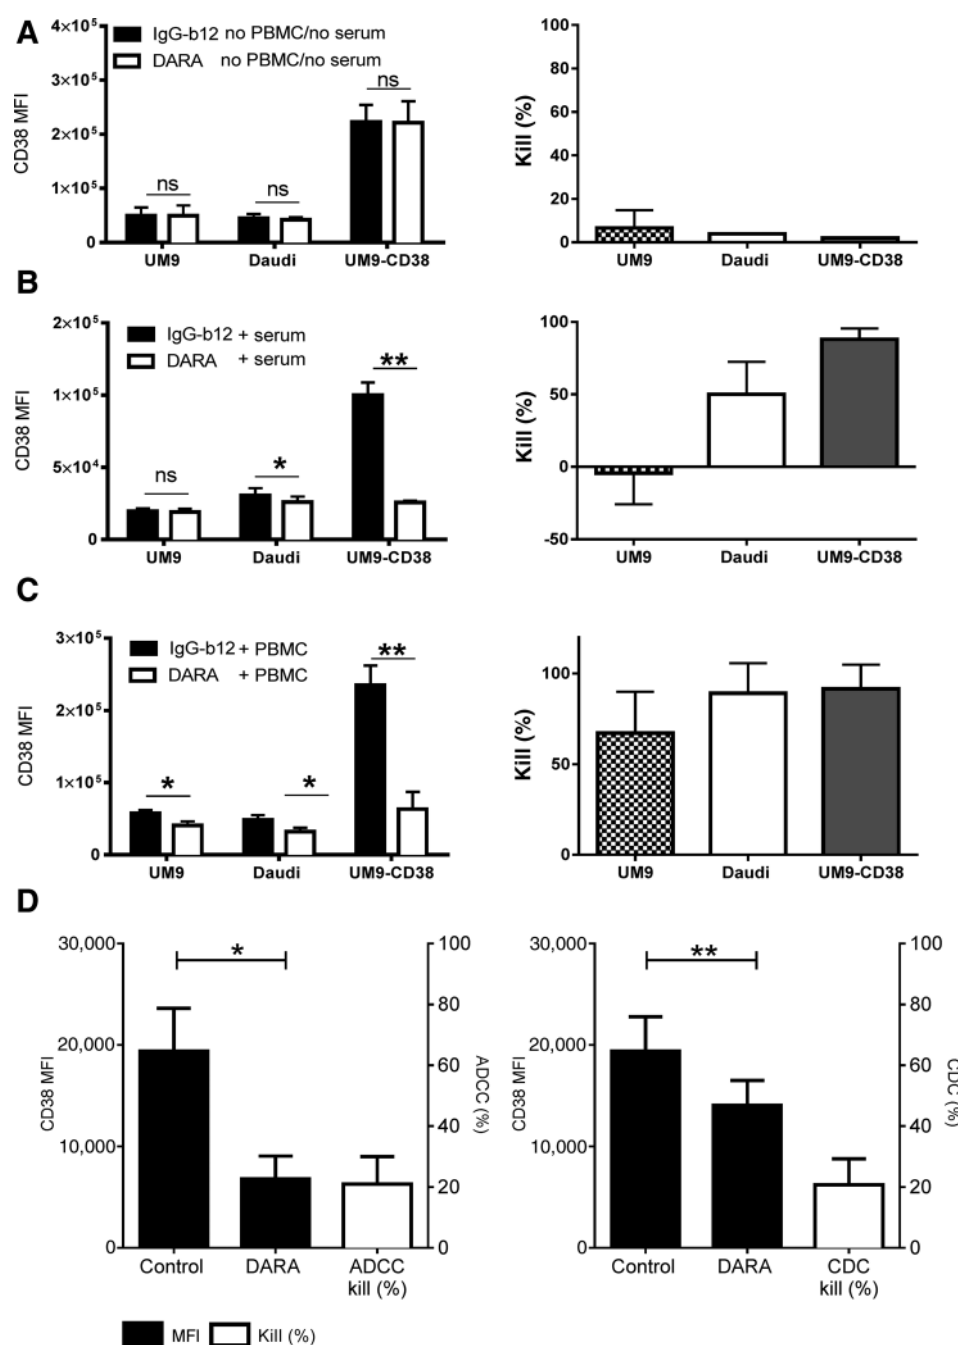 A
CD38 MFI
4×10⁵
3×10⁵
2×10⁵
1×10⁵
0
IgG-b12 no PBMC/no serum
DARA no PBMC/no serum
ns
ns
ns
UM9 Daudi UM9-CD38
Kill (%)
100
80
60
40
20
0
UM9 Daudi UM9-CD38
B
CD38 MFI
2×10⁵
1×10⁵
5×10⁴
0
IgG-b12 + serum
DARA + serum
ns
*
**
UM9 Daudi UM9-CD38
Kill (%)
100
50
0
-50
UM9 Daudi UM9-CD38
C
CD38 MFI
3×10⁵
2×10⁵
1×10⁵
0
IgG-b12 + PBMC
DARA + PBMC
*
*
**
UM9 Daudi UM9-CD38
Kill (%)
100
50
0
UM9 Daudi UM9-CD38
D
CD38 MFI
30,000
20,000
10,000
0
*
100
80
60
40
20
0
ADCC (%)
Control DARA ADCC
kill (%)
CD38 MFI
30,000
20,000
10,000
0
**
100
80
60
40
20
0
CDC (%)
Control DARA CDC
kill (%)
MFI Kill (%)